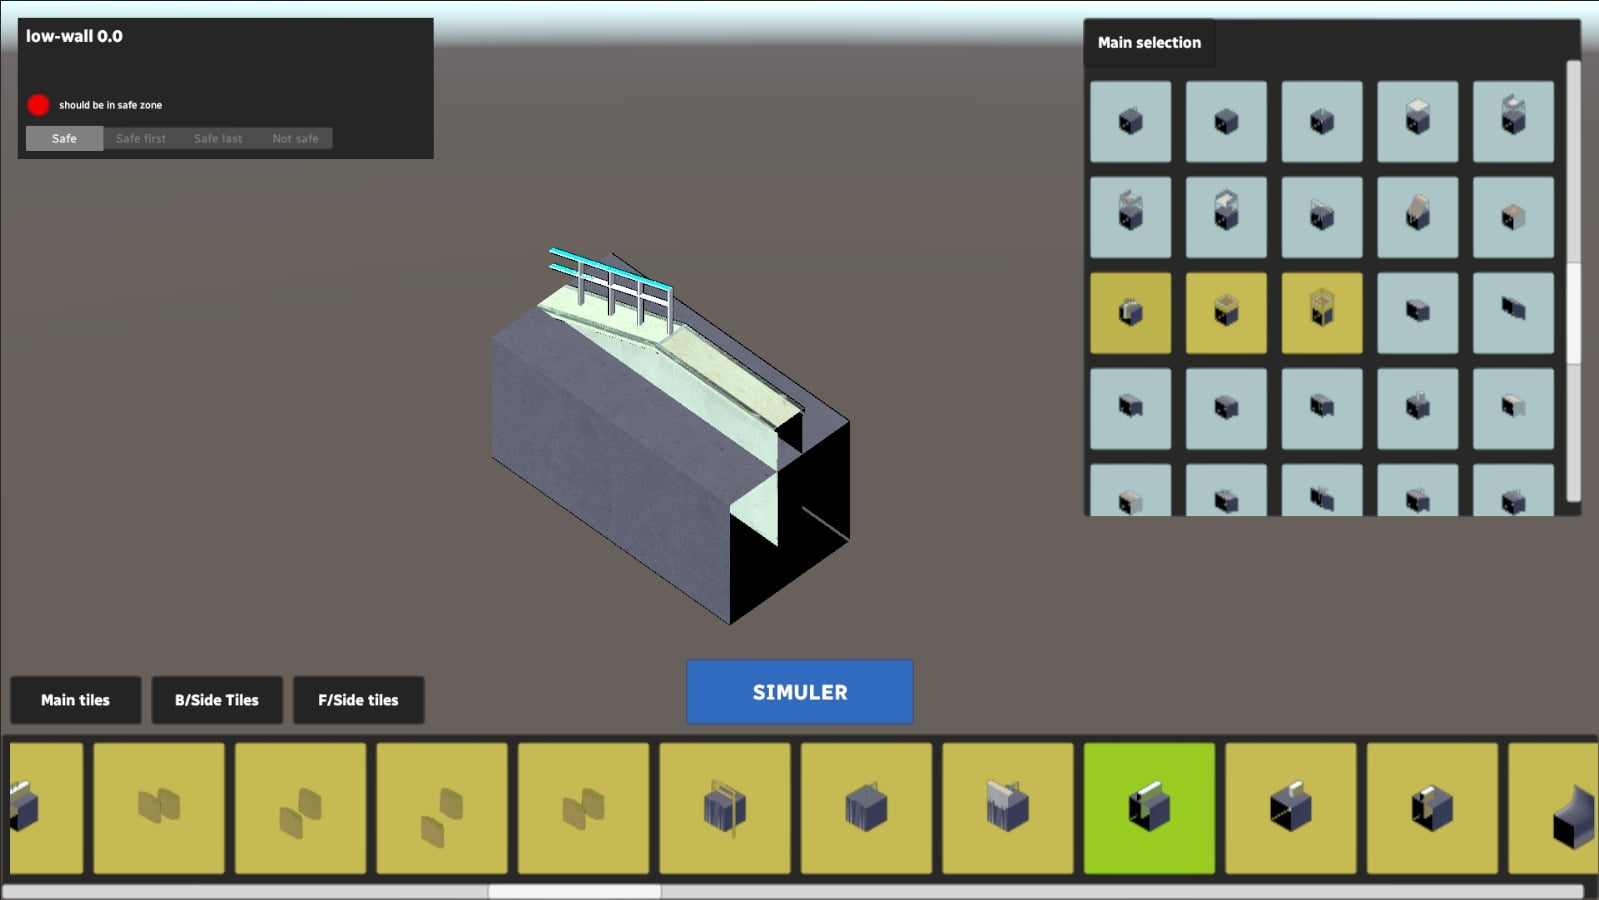 low-wall 0.0
should be in safe zone
Safe
Safe first
Safe last
Not safe
Main selection
SIMULER
Main tiles
B/Side Tiles
F/Side tiles